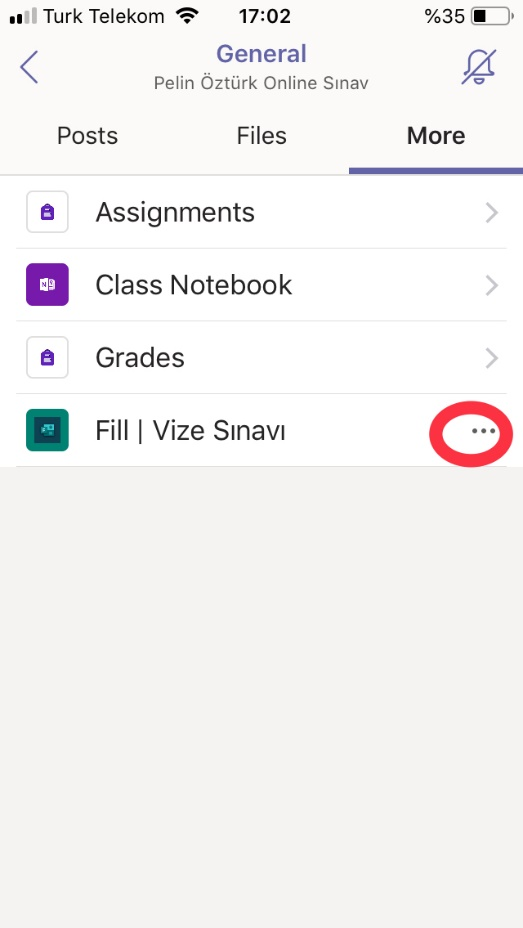 Turk Telekom 17:02 %35
General
Pelin Öztürk Online Sınav
Posts Files More
Assignments
Class Notebook
Grades
Fill | Vize Sınavı